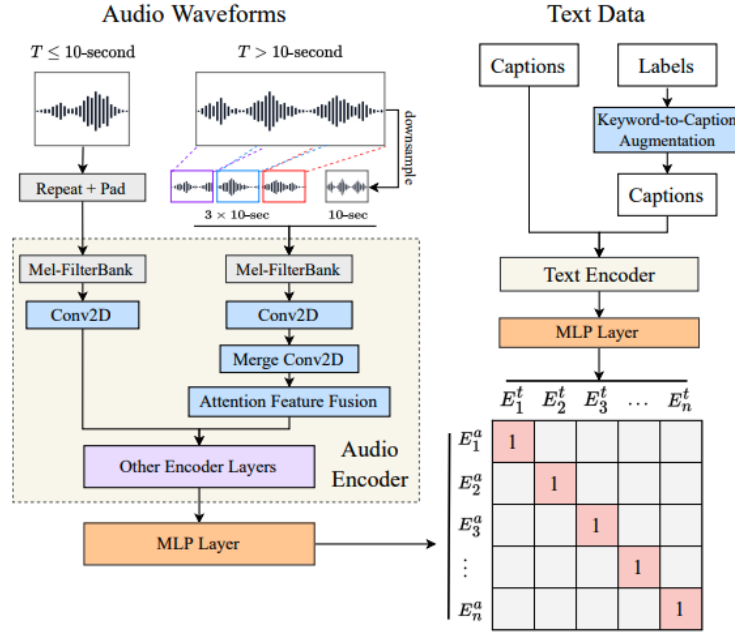 Audio Waveforms
T ≤ 10-second
T > 10-second
downsample
Repeat + Pad
3 × 10-sec
10-sec
Mel-FilterBank
Mel-FilterBank
Conv2D
Conv2D
Merge Conv2D
Attention Feature Fusion
Other Encoder Layers
Audio
Encoder
MLP Layer
Text Data
Captions
Labels
Keyword-to-Caption
Augmentation
Captions
Text Encoder
MLP Layer
E₁ᵗ E₂ᵗ E₃ᵗ … Eₙᵗ
E₁ᵃ 1
E₂ᵃ 1
E₃ᵃ 1
⋮ 1
Eₙᵃ 1